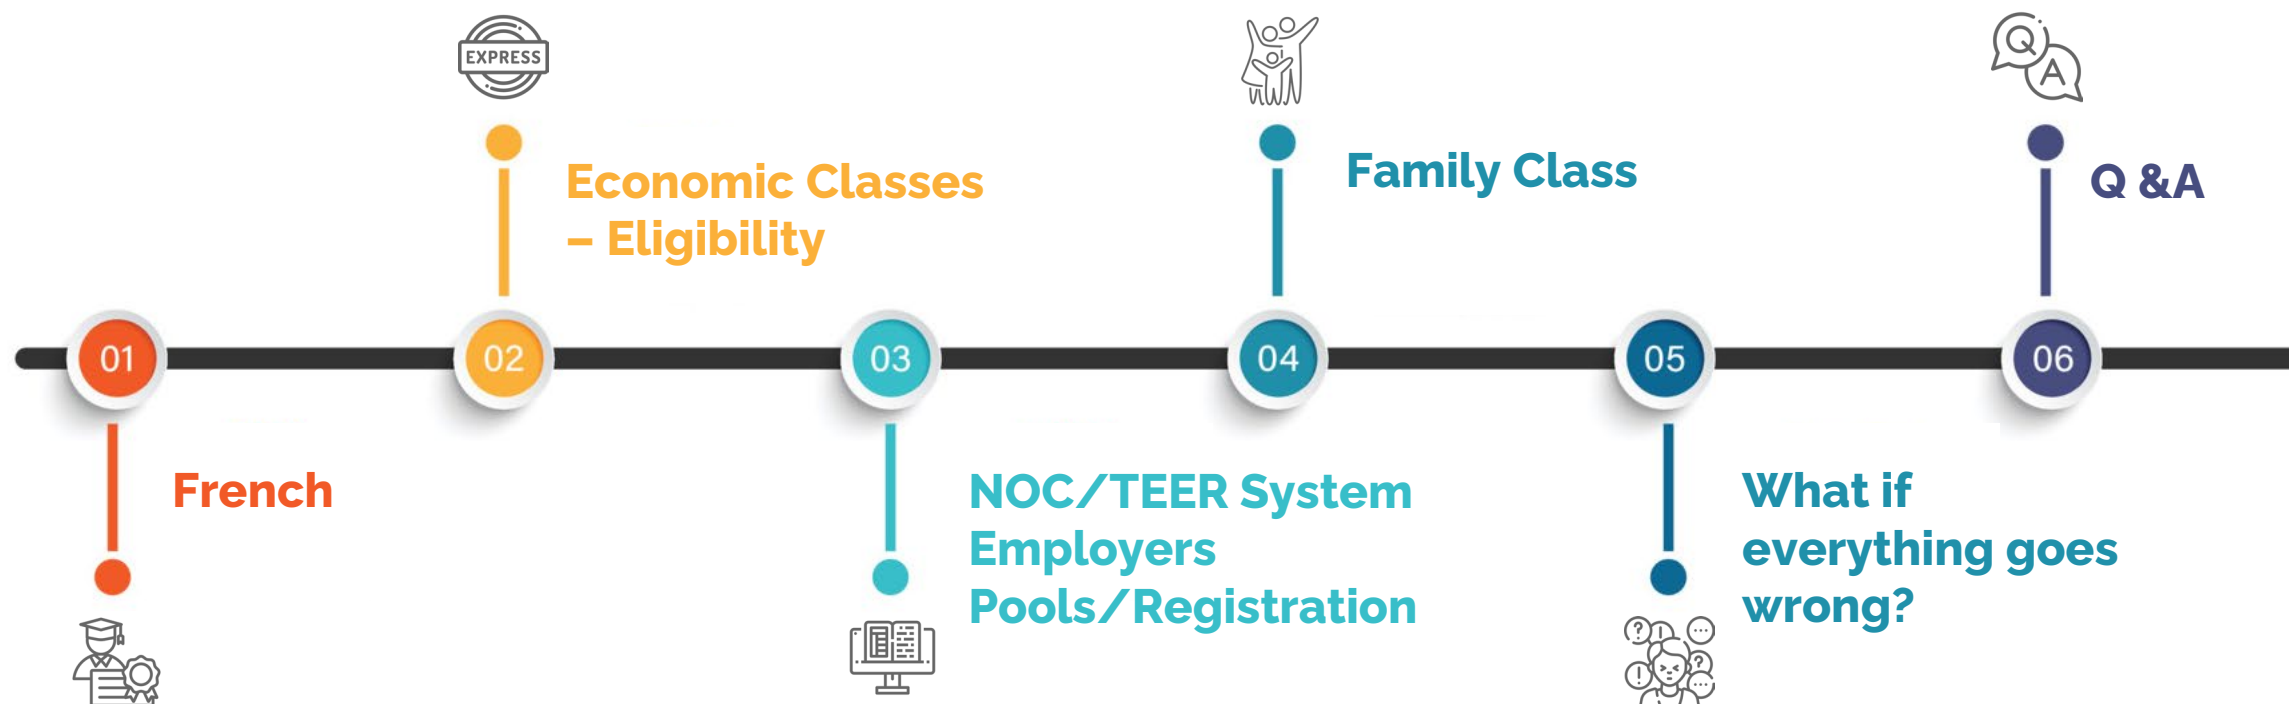 01
French
EXPRESS
02
Economic Classes
– Eligibility
03
NOC/TEER System
Employers
Pools/Registration
04
Family Class
05
What if
everything goes
wrong?
Q
A
06
Q &A